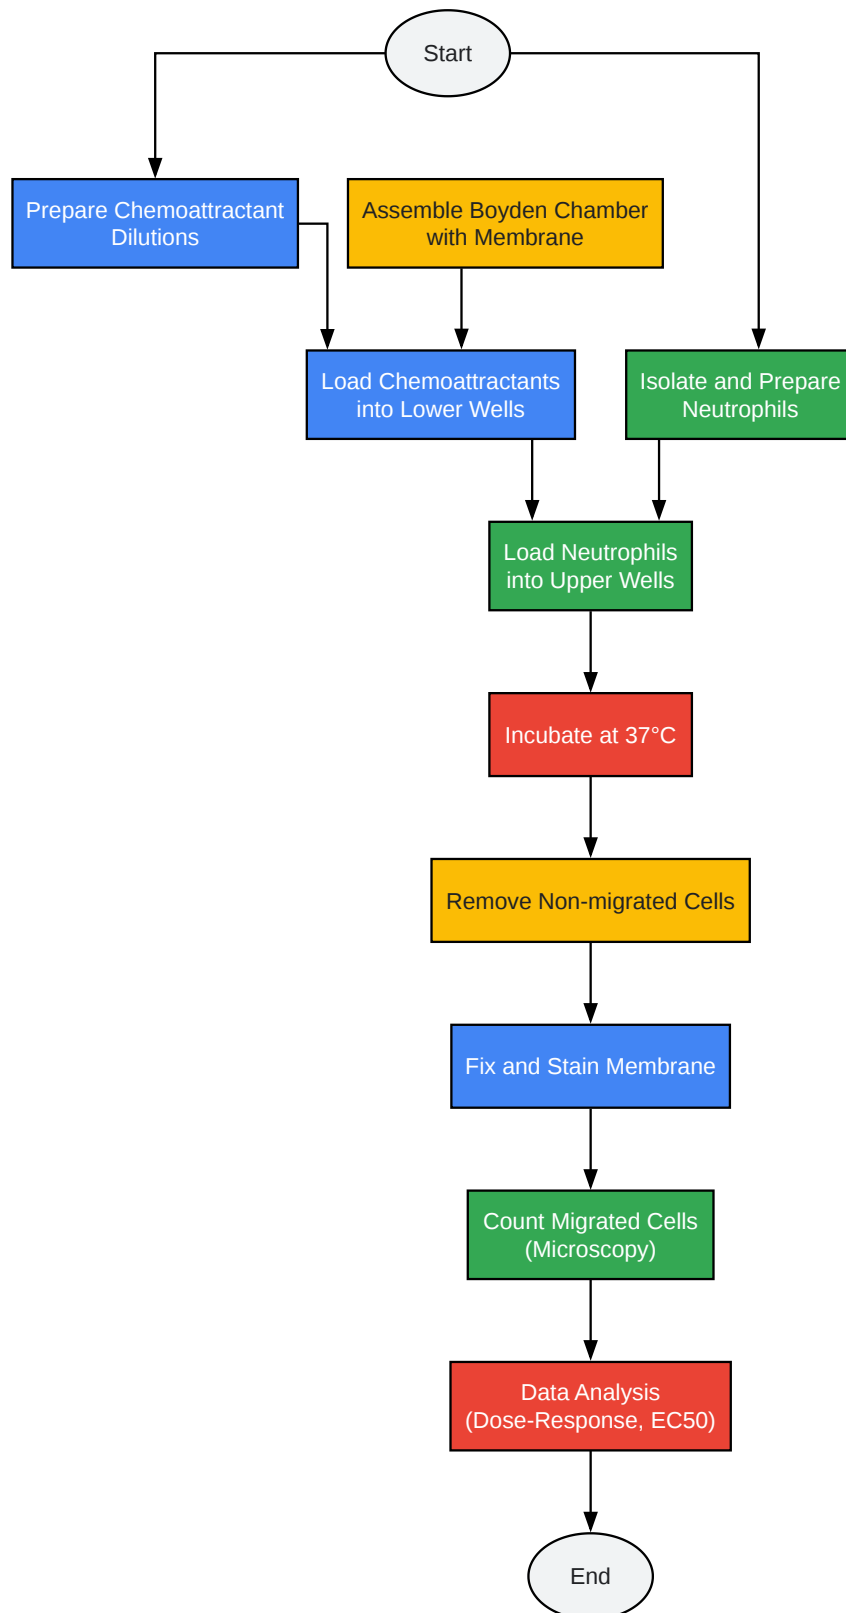 Start
Prepare Chemoattractant
Dilutions
Assemble Boyden Chamber
with Membrane
Load Chemoattractants
into Lower Wells
Isolate and Prepare
Neutrophils
Load Neutrophils
into Upper Wells
Incubate at 37°C
Remove Non-migrated Cells
Fix and Stain Membrane
Count Migrated Cells
(Microscopy)
Data Analysis
(Dose-Response, EC50)
End